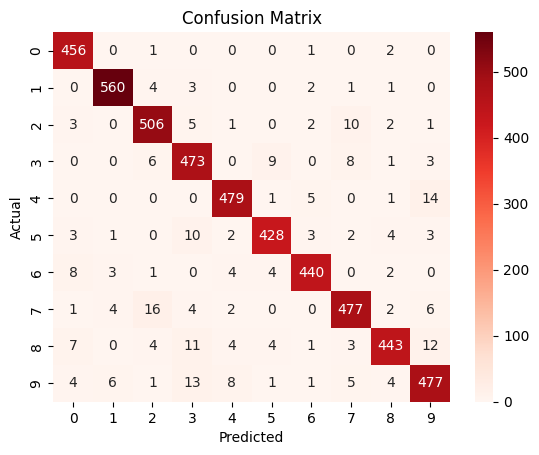 Confusion Matrix
0 456 0 1 0 0 0 1 0 2 0
1 0 560 4 3 0 0 2 1 1 0
2 3 0 506 5 1 0 2 10 2 1
3 0 0 6 473 0 9 0 8 1 3
4 0 0 0 0 479 1 5 0 1 14
5 3 1 0 10 2 428 3 2 4 3
6 8 3 1 0 4 4 440 0 2 0
7 1 4 16 4 2 0 0 477 2 6
8 7 0 4 11 4 4 1 3 443 12
9 4 6 1 13 8 1 1 5 4 477
0 1 2 3 4 5 6 7 8 9
Actual
Predicted
500
400
300
200
100
0